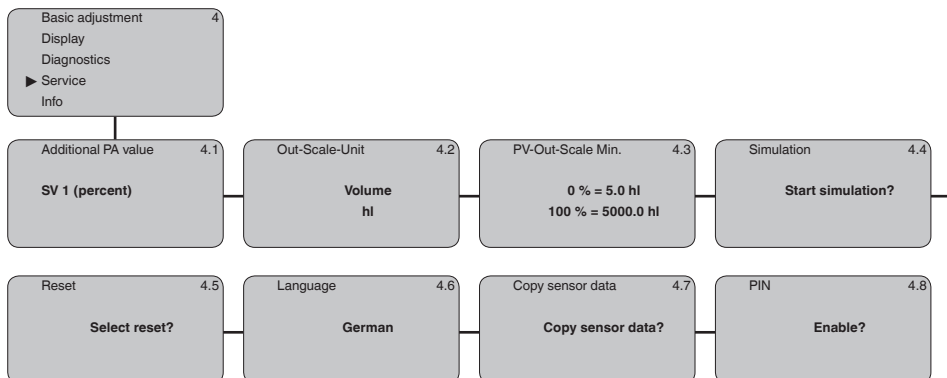 Basic adjustment 4
Display
Diagnostics
▶ Service
Info
Additional PA value 4.1
SV 1 (percent)
Out-Scale-Unit 4.2
Volume
hl
PV-Out-Scale Min. 4.3
0 % = 5.0 hl
100 % = 5000.0 hl
Simulation 4.4
Start simulation?
Reset 4.5
Select reset?
Language 4.6
German
Copy sensor data 4.7
Copy sensor data?
PIN 4.8
Enable?